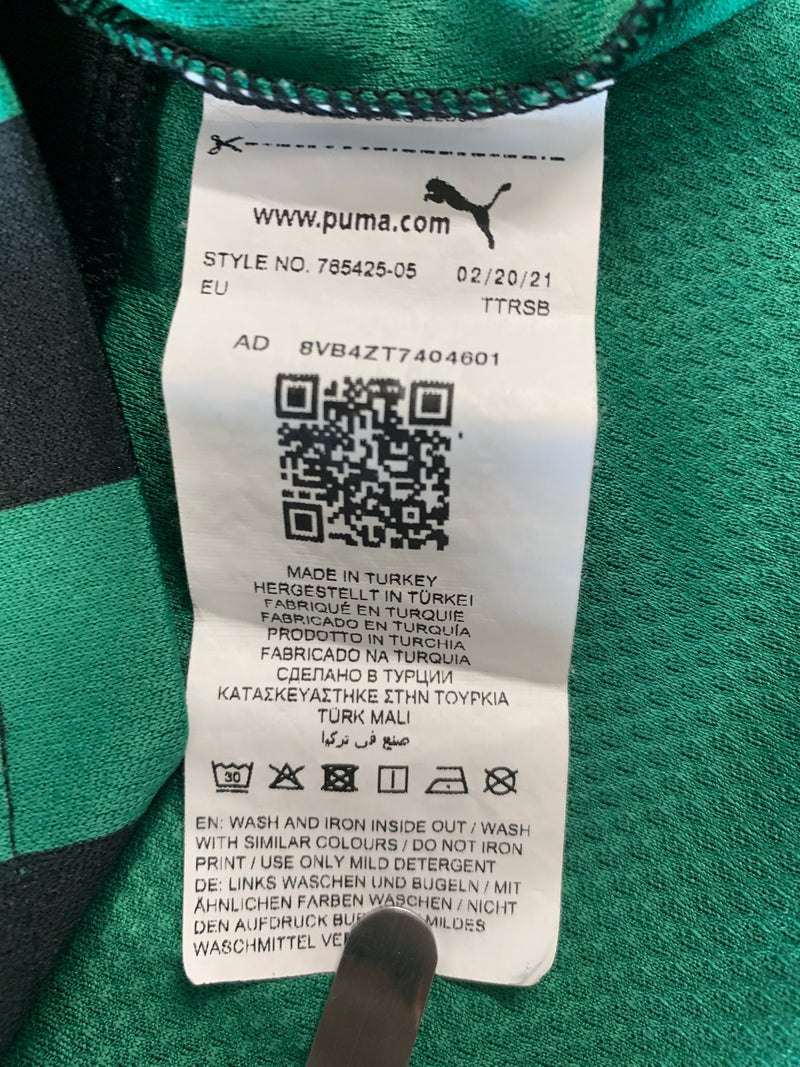 www.puma.com
STYLE NO. 765425-05 02/20/21
EU TTRSB
AD 8VB4ZT7404601
MADE IN TURKEY
HERGESTELLT IN TÜRKEI
FABRIQUÉ EN TURQUIE
FABRICADO EN TURQUÍA
PRODOTTO IN TURCHIA
FABRICADO NA TURQUIA
СДЕЛАНО В ТУРЦИИ
ΚΑΤΑΣΚΕΥΑΣΤΗΚΕ ΣΤΗΝ ΤΟΥΡΚΙΑ
TÜRK MALI
صنع في تركيا
30
EN: WASH AND IRON INSIDE OUT / WASH
WITH SIMILAR COLOURS / DO NOT IRON
PRINT / USE ONLY MILD DETERGENT
DE: LINKS WASCHEN UND BÜGELN / MIT
ÄHNLICHEN FARBEN WASCHEN / NICHT
DEN AUFDRUCK MILDES
WASCHMITTEL